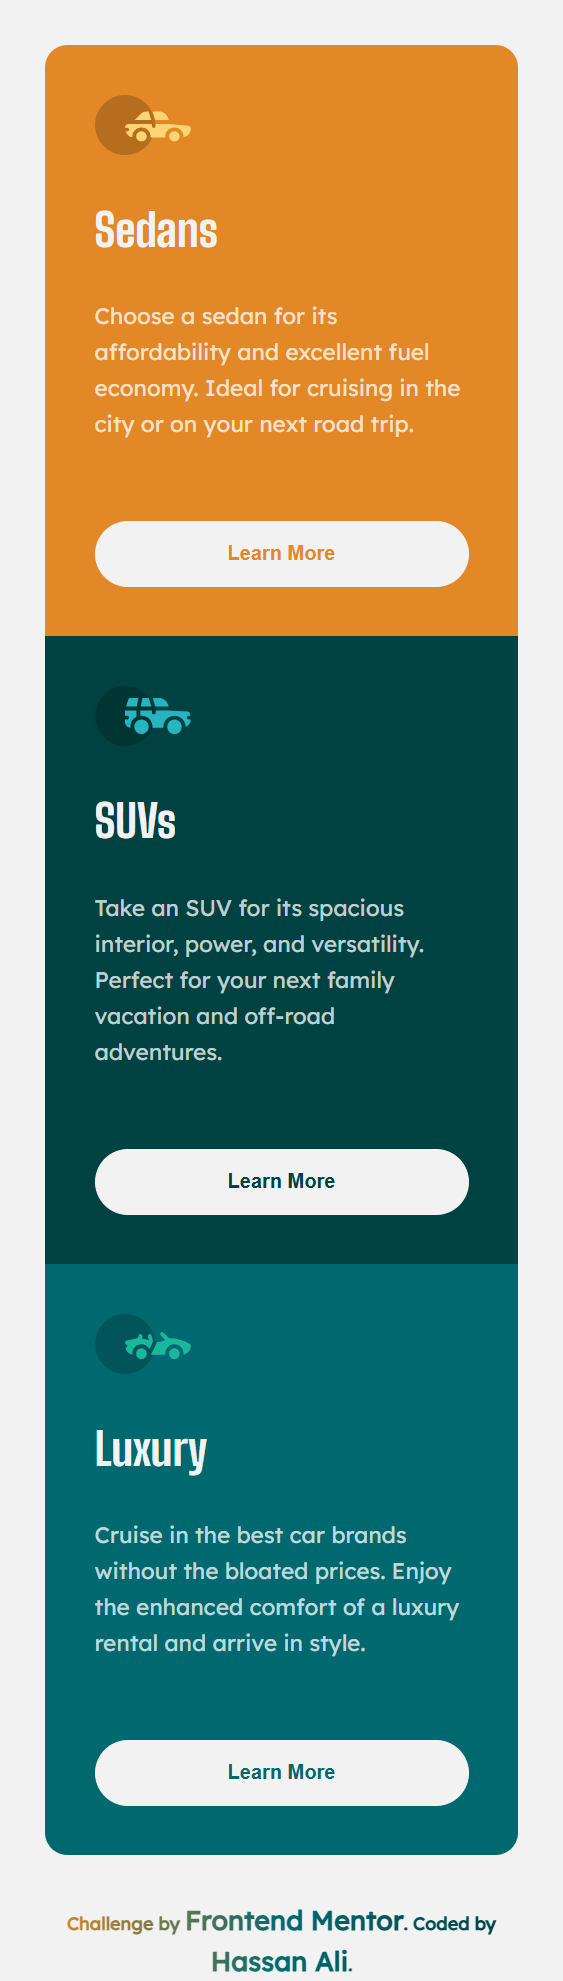 Sedans
Choose a sedan for its
affordability and excellent fuel
economy. Ideal for cruising in the
city or on your next road trip.
Learn More
SUVs
Take an SUV for its spacious
interior, power, and versatility.
Perfect for your next family
vacation and off-road
adventures.
Learn More
Luxury
Cruise in the best car brands
without the bloated prices. Enjoy
the enhanced comfort of a luxury
rental and arrive in style.
Learn More
Challenge by Frontend Mentor. Coded by
Hassan Ali.